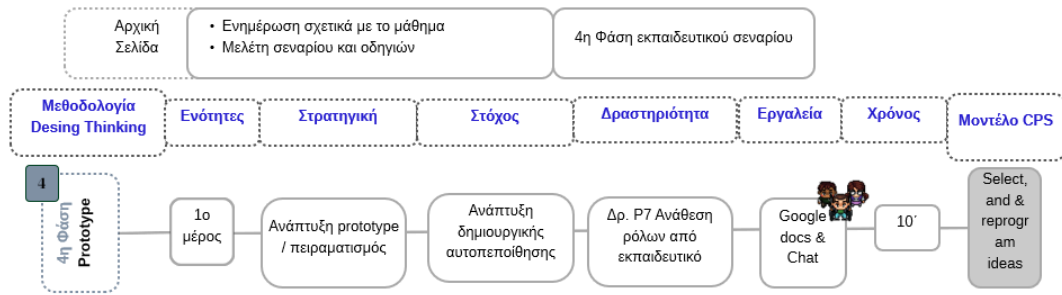 Αρχική
Σελίδα
• Ενημέρωση σχετικά με το μάθημα
• Μελέτη σεναρίου και οδηγιών
4η Φάση εκπαιδευτικού σεναρίου
Μεθοδολογία
Desing Thinking
Ενότητες
Στρατηγική
Στόχος
Δραστηριότητα
Εργαλεία
Χρόνος
Μοντέλο CPS
4
4η Φάση
Prototype
1ο
μέρος
Ανάπτυξη prototype
/ πειραματισμός
Ανάπτυξη
δημιουργικής
αυτοπεποίθησης
Δρ. P7 Ανάθεση
ρόλων από
εκπαιδευτικό
Google
docs &
Chat
10΄
Select,
and &
reprogr
am
ideas